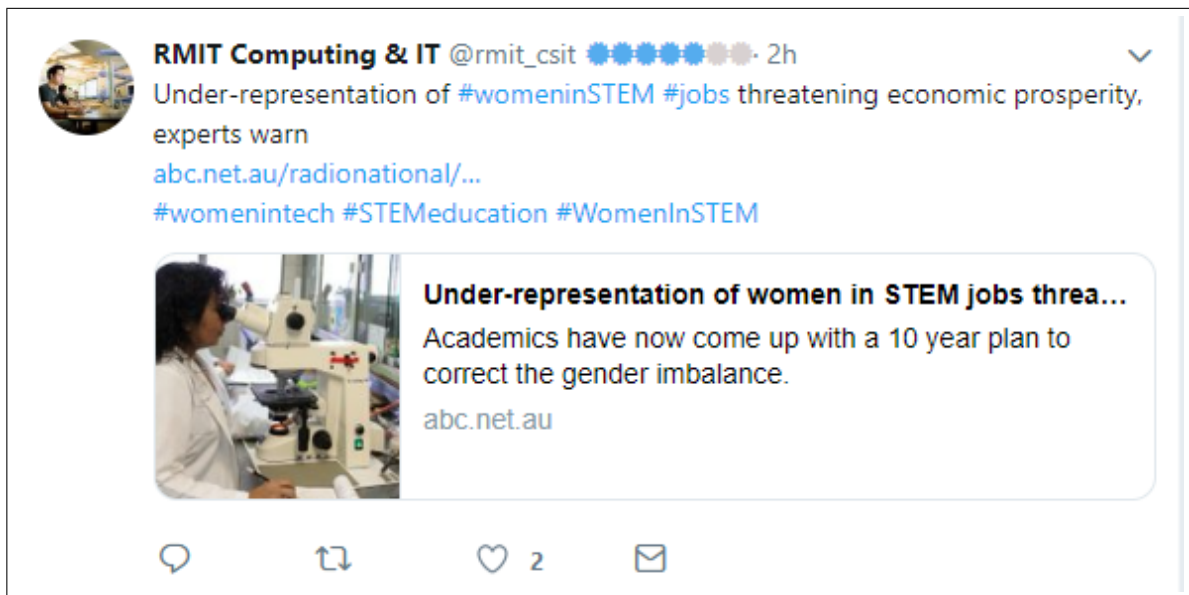 RMIT Computing & IT @rmit_csit · 2h
Under-representation of #womeninSTEM #jobs threatening economic prosperity,
experts warn
abc.net.au/radionational/...
#womenintech #STEMeducation #WomenInSTEM
Under-representation of women in STEM jobs threa...
Academics have now come up with a 10 year plan to
correct the gender imbalance.
abc.net.au
2